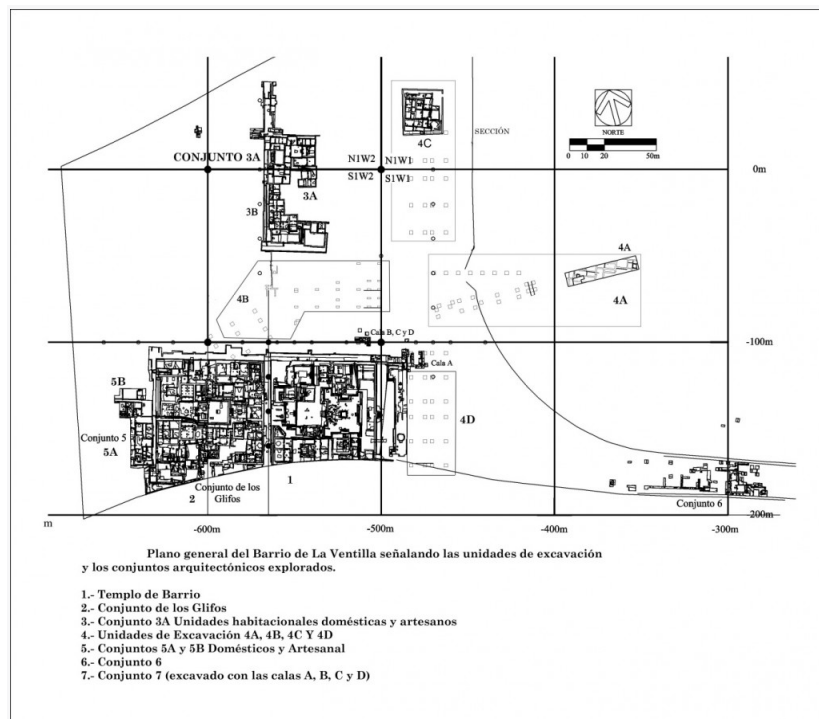 4C
SECCIÓN
NORTE
0 10 20 50m
CONJUNTO 3A
N1W2
N1W1
S1W2
S1W1
0m
3A
3B
4A
4A
4B
Cala B, C y D
-100m
Cala A
5B
Conjunto 5
5A
4D
Conjunto de los
Glifos
1
2
Conjunto 6
m
-600m
-500m
-400m
-300m
-200m
Plano general del Barrio de La Ventilla señalando las unidades de excavación
y los conjuntos arquitectónicos explorados.
1.- Templo de Barrio
2.- Conjunto de los Glifos
3.- Conjunto 3A Unidades habitacionales domésticas y artesanos
4.- Unidades de Excavación 4A, 4B, 4C Y 4D
5.- Conjuntos 5A y 5B Domésticos y Artesanal
6.- Conjunto 6
7.- Conjunto 7 (excavado con las calas A, B, C y D)